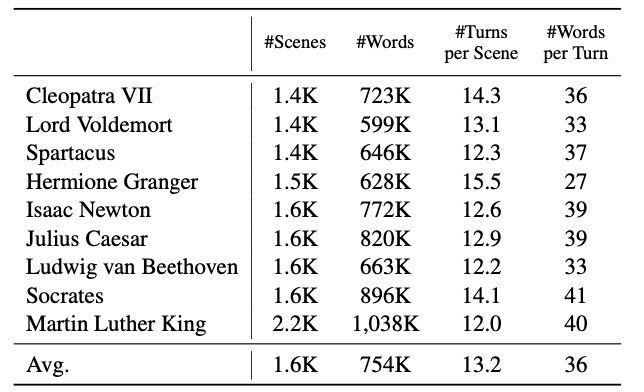 #Scenes #Words #Turns per Scene #Words per Turn
Cleopatra VII 1.4K 723K 14.3 36
Lord Voldemort 1.4K 599K 13.1 33
Spartacus 1.4K 646K 12.3 37
Hermione Granger 1.5K 628K 15.5 27
Isaac Newton 1.6K 772K 12.6 39
Julius Caesar 1.6K 820K 12.9 39
Ludwig van Beethoven 1.6K 663K 12.2 33
Socrates 1.6K 896K 14.1 41
Martin Luther King 2.2K 1,038K 12.0 40
Avg. 1.6K 754K 13.2 36